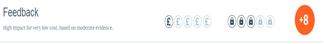 Feedback
+8
High impact for very low cost, based on moderate evidence.
£ £ £ £ £